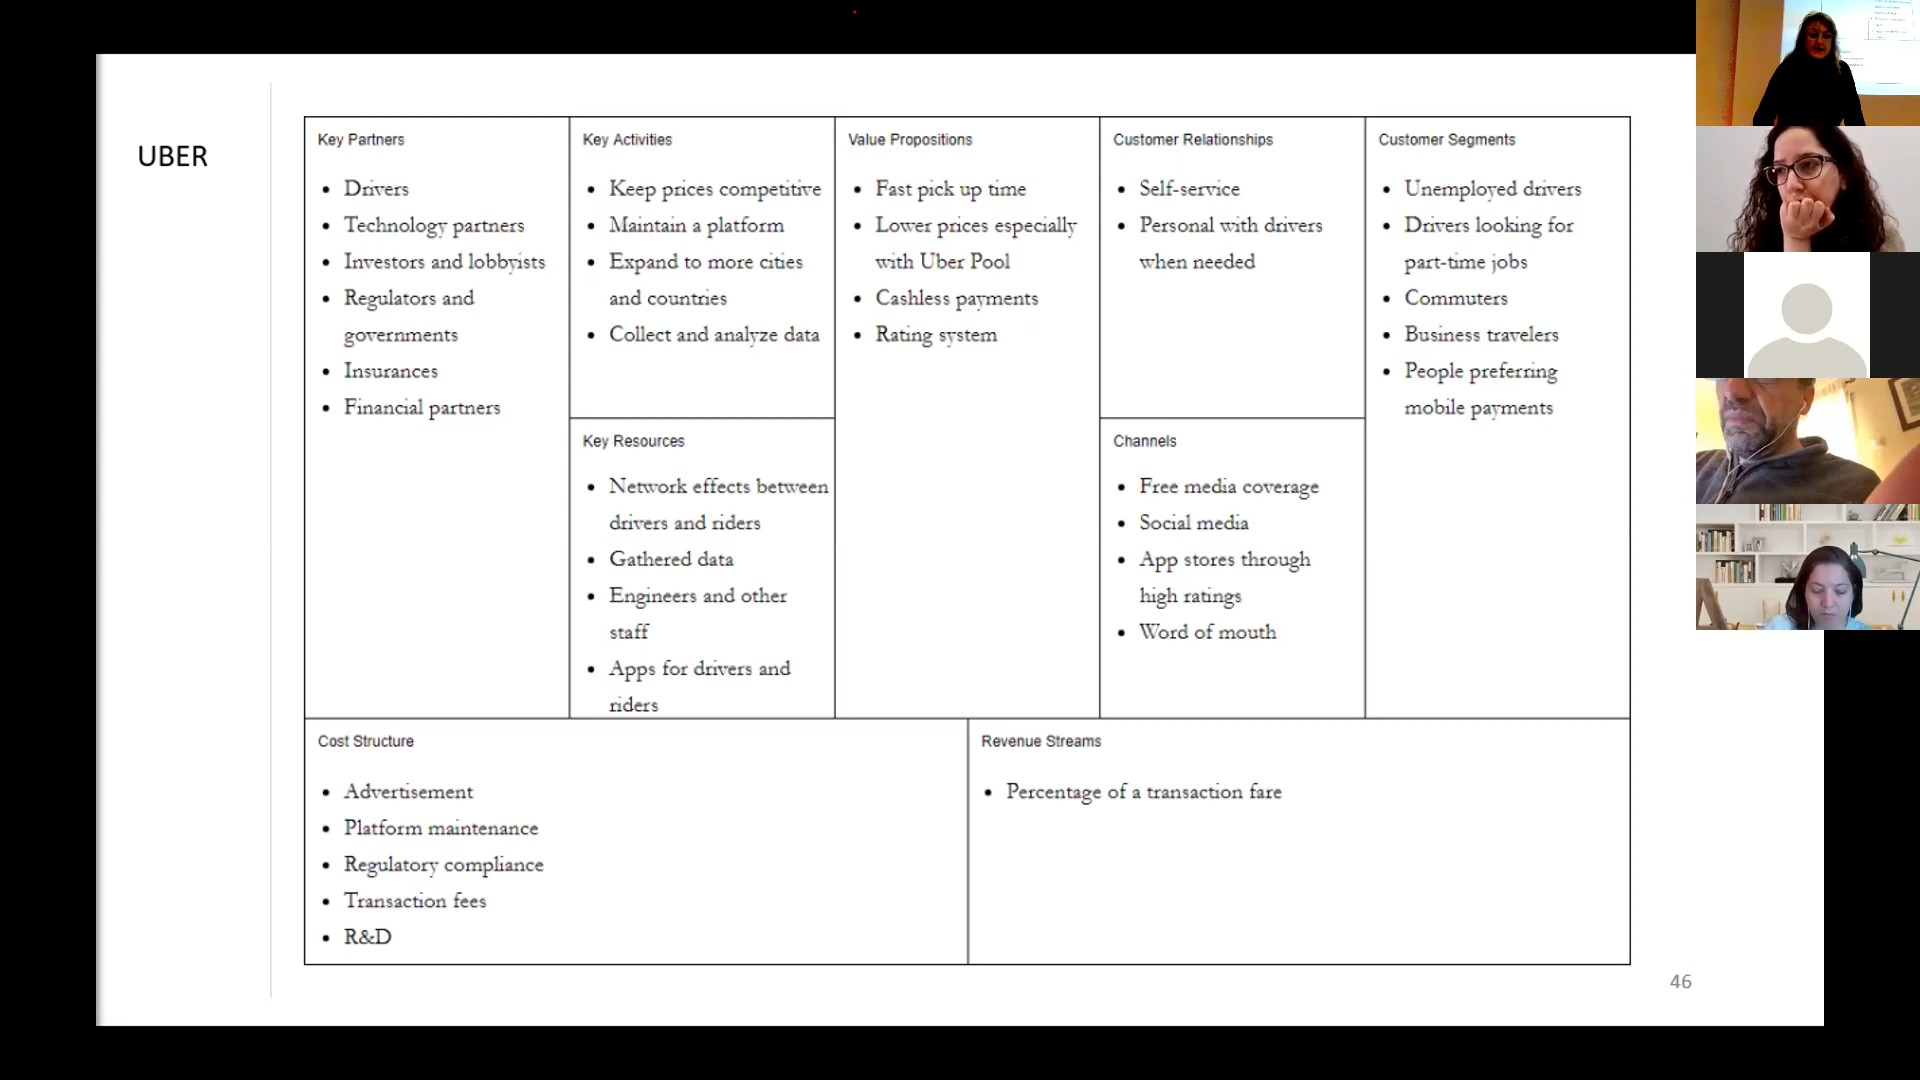 UBER
Key Partners
Drivers
Technology partners
Investors and lobbyists
Regulators and
governments
Insurances
Financial partners
Key Activities
Keep prices competitive
Maintain a platform
Expand to more cities
and countries
Collect and analyze data
Key Resources
Network effects between
drivers and riders
Gathered data
Engineers and other
staff
Apps for drivers and
riders
Value Propositions
Fast pick up time
Lower prices especially
with Uber Pool
Cashless payments
Rating system
Customer Relationships
Self-service
Personal with drivers
when needed
Channels
Free media coverage
Social media
App stores through
high ratings
Word of mouth
Customer Segments
Unemployed drivers
Drivers looking for
part-time jobs
Commuters
Business travelers
People preferring
mobile payments
Cost Structure
Advertisement
Platform maintenance
Regulatory compliance
Transaction fees
R&D
Revenue Streams
Percentage of a transaction fare
46